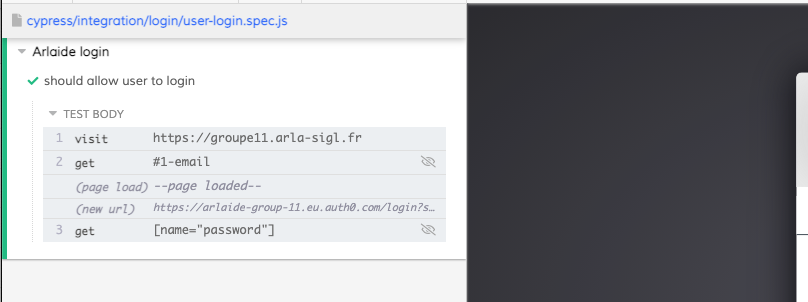 cypress/integration/login/user-login.spec.js
Arlaide login
should allow user to login
TEST BODY
1 visit https://groupe11.arla-sigl.fr
2 get #1-email
(page load) --page loaded--
(new url) https://arlaide-group-11.eu.auth0.com/login?s…
3 get [name="password"]